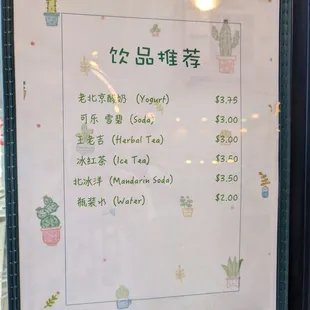 饮品推荐
老北京酸奶 (Yogurt) $3.75
可乐 雪碧 (Soda) $3.00
王老吉 (Herbal Tea) $3.00
冰红茶 (Ice Tea) $3.50
北冰洋 (Mandarin Soda) $3.50
瓶装水 (Water) $2.00